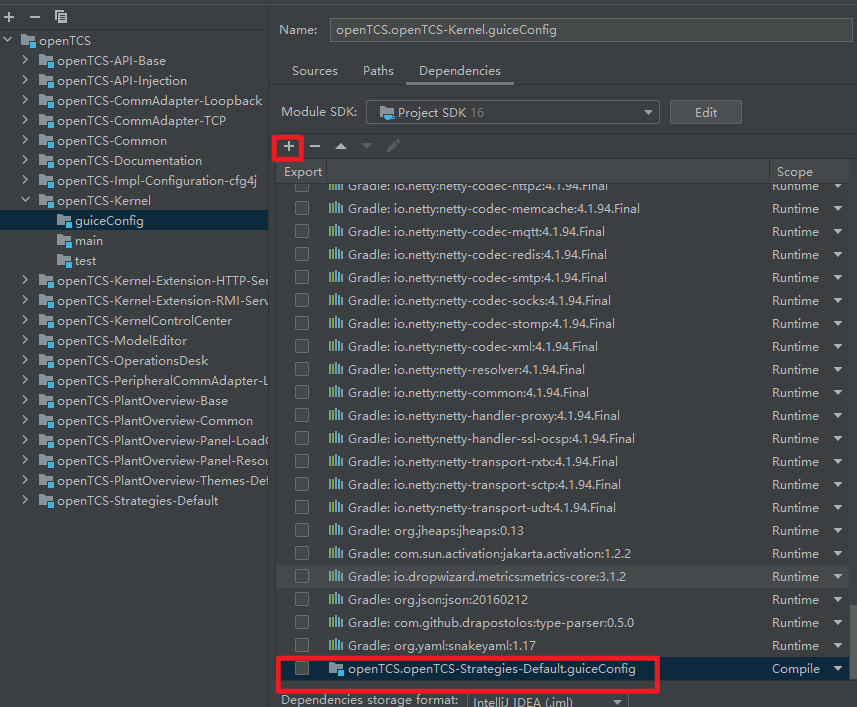 openTCS
openTCS-API-Base
openTCS-API-Injection
openTCS-CommAdapter-Loopback
openTCS-CommAdapter-TCP
openTCS-Common
openTCS-Documentation
openTCS-Impl-Configuration-cfg4j
openTCS-Kernel
guiceConfig
main
test
openTCS-Kernel-Extension-HTTP-Ser
openTCS-Kernel-Extension-RMI-Serv
openTCS-KernelControlCenter
openTCS-ModelEditor
openTCS-OperationsDesk
openTCS-PeripheralCommAdapter-L
openTCS-PlantOverview-Base
openTCS-PlantOverview-Common
openTCS-PlantOverview-Panel-Load
openTCS-PlantOverview-Panel-Resou
openTCS-PlantOverview-Themes-Def
openTCS-Strategies-Default
Name: openTCS.openTCS-Kernel.guiceConfig
Sources Paths Dependencies
Module SDK: Project SDK 16 Edit
Export Scope
Gradle: io.netty:netty-codec-http2:4.1.94.Final Runtime
Gradle: io.netty:netty-codec-memcache:4.1.94.Final Runtime
Gradle: io.netty:netty-codec-mqtt:4.1.94.Final Runtime
Gradle: io.netty:netty-codec-redis:4.1.94.Final Runtime
Gradle: io.netty:netty-codec-smtp:4.1.94.Final Runtime
Gradle: io.netty:netty-codec-socks:4.1.94.Final Runtime
Gradle: io.netty:netty-codec-stomp:4.1.94.Final Runtime
Gradle: io.netty:netty-codec-xml:4.1.94.Final Runtime
Gradle: io.netty:netty-resolver:4.1.94.Final Runtime
Gradle: io.netty:netty-common:4.1.94.Final Runtime
Gradle: io.netty:netty-handler-proxy:4.1.94.Final Runtime
Gradle: io.netty:netty-handler-ssl-ocsp:4.1.94.Final Runtime
Gradle: io.netty:netty-transport-rxtx:4.1.94.Final Runtime
Gradle: io.netty:netty-transport-sctp:4.1.94.Final Runtime
Gradle: io.netty:netty-transport-udt:4.1.94.Final Runtime
Gradle: org.jheaps:jheaps:0.13 Runtime
Gradle: com.sun.activation:jakarta.activation:1.2.2 Runtime
Gradle: io.dropwizard.metrics:metrics-core:3.1.2 Runtime
Gradle: org.json:json:20160212 Runtime
Gradle: com.github.drapostolos:type-parser:0.5.0 Runtime
Gradle: org.yaml:snakeyaml:1.17 Runtime
openTCS.openTCS-Strategies-Default.guiceConfig Compile
Dependencies storage format: IntelliJ IDEA (.iml)